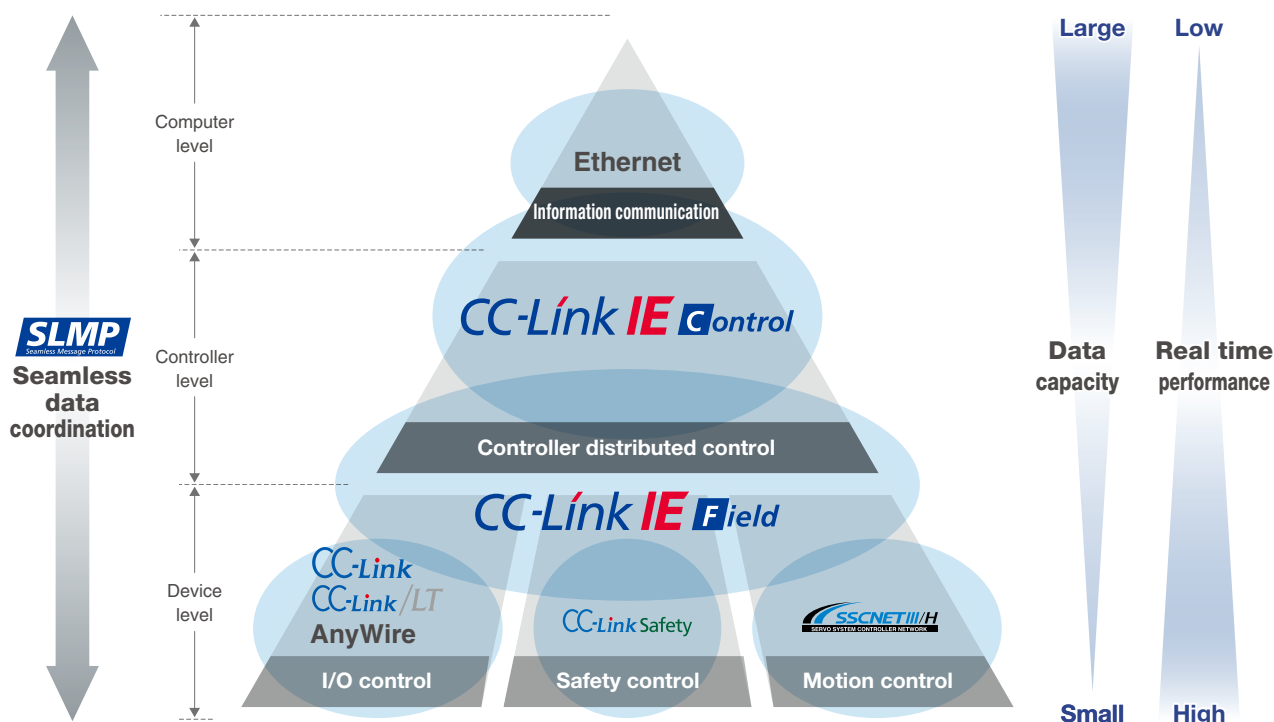 SLMP
Seamless Message Protocol
Seamless
data
coordination
Computer
level
Controller
level
Device
level
Ethernet
Information communication
CC-Link IE Control
Controller distributed control
CC-Link IE Field
CC-Link
CC-Link/LT
AnyWire
I/O control
CC-Link Safety
Safety control
SSCNETIII/H
SERVO SYSTEM CONTROLLER NETWORK
Motion control
Large
Data
capacity
Small
Low
Real time
performance
High